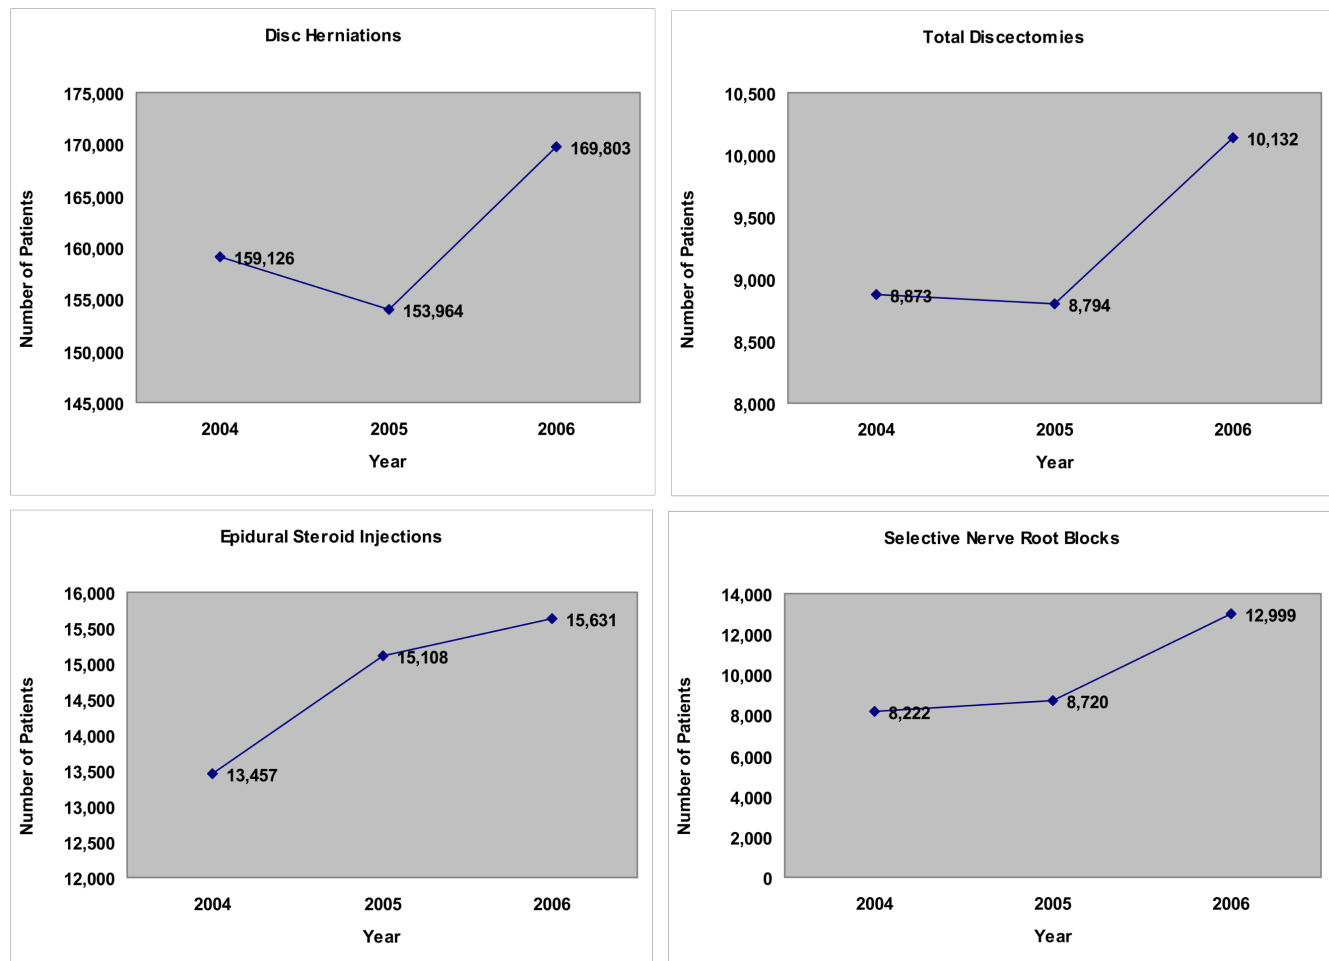 Disc Herniations
175,000
170,000
165,000
160,000
155,000
150,000
145,000
Number of Patients
159,126
153,964
169,803
2004 2005 2006
Year
Total Discectomies
10,500
10,000
9,500
9,000
8,500
8,000
Number of Patients
8,873
8,794
10,132
2004 2005 2006
Year
Epidural Steroid Injections
16,000
15,500
15,000
14,500
14,000
13,500
13,000
12,500
12,000
Number of Patients
13,457
15,108
15,631
2004 2005 2006
Year
Selective Nerve Root Blocks
14,000
12,000
10,000
8,000
6,000
4,000
2,000
0
Number of Patients
8,222
8,720
12,999
2004 2005 2006
Year